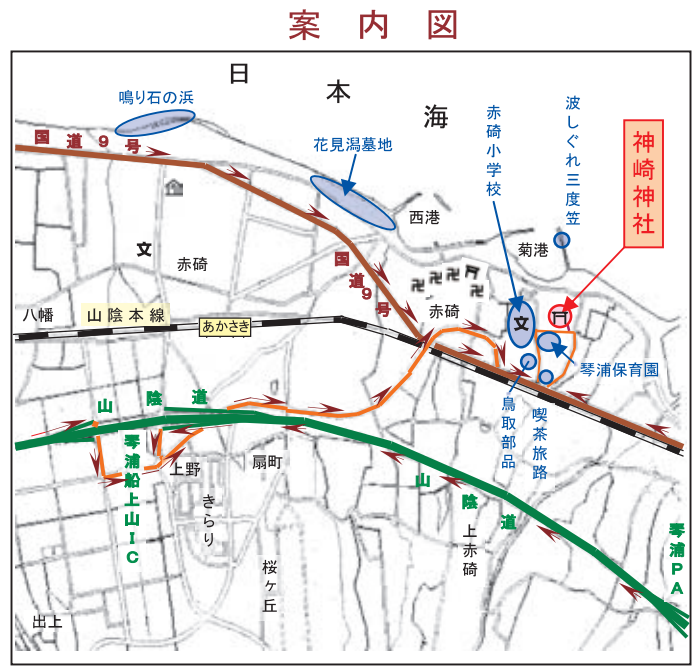 案内図
日本海
鳴り石の浜
国道9号
花見潟墓地
赤碕小学校
波しぐれ三度笠
神崎神社
西港
菊港
文
赤碕
国道9号
八幡
山陰本線
あかさき
赤碕
卍卍卍卍
文
琴浦保育園
鳥取部品
喫茶旅路
山陰道
琴浦船上山IC
上野
扇町
きらり
山陰道
上赤碕
桜ヶ丘
琴浦PA
出上